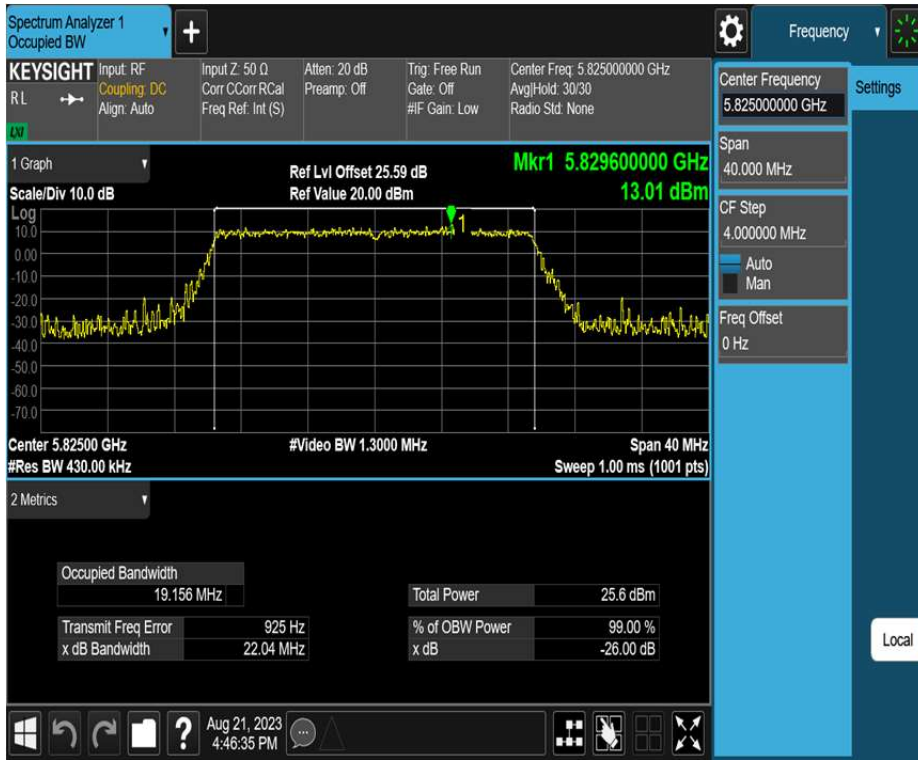 Spectrum Analyzer 1
Occupied BW
+
Frequency
KEYSIGHT
RL
LXI
Input: RF
Coupling: DC
Align: Auto
Input Z: 50 Ω
Corr CCorr RCal
Freq Ref: Int (S)
Atten: 20 dB
Preamp: Off
Trig: Free Run
Gate: Off
#IF Gain: Low
Center Freq: 5.825000000 GHz
Avg|Hold: 30/30
Radio Std: None
Center Frequency
5.825000000 GHz
Settings
Span
40.000 MHz
CF Step
4.000000 MHz
Auto
Man
Freq Offset
0 Hz
Local
1 Graph
Scale/Div 10.0 dB
Ref Lvl Offset 25.59 dB
Ref Value 20.00 dBm
Mkr1 5.829600000 GHz
13.01 dBm
Log
10.0
0.00
-10.0
-20.0
-30.0
-40.0
-50.0
-60.0
-70.0
1
Center 5.82500 GHz
#Video BW 1.3000 MHz
Span 40 MHz
#Res BW 430.00 kHz
Sweep 1.00 ms (1001 pts)
2 Metrics
Occupied Bandwidth
19.156 MHz
Total Power 25.6 dBm
Transmit Freq Error 925 Hz
% of OBW Power 99.00 %
x dB Bandwidth 22.04 MHz
x dB -26.00 dB
?
Aug 21, 2023
4:46:35 PM